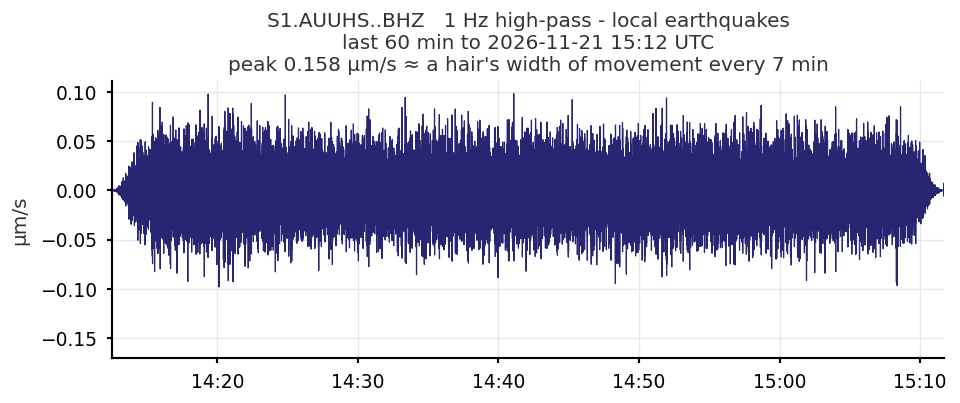 S1.AUUHS..BHZ   1 Hz high-pass - local earthquakes
last 60 min to 2026-11-21 15:12 UTC
peak 0.158 µm/s ≈ a hair's width of movement every 7 min
0.10
0.05
0.00
−0.05
−0.10
−0.15
µm/s
14:20 14:30 14:40 14:50 15:00 15:10